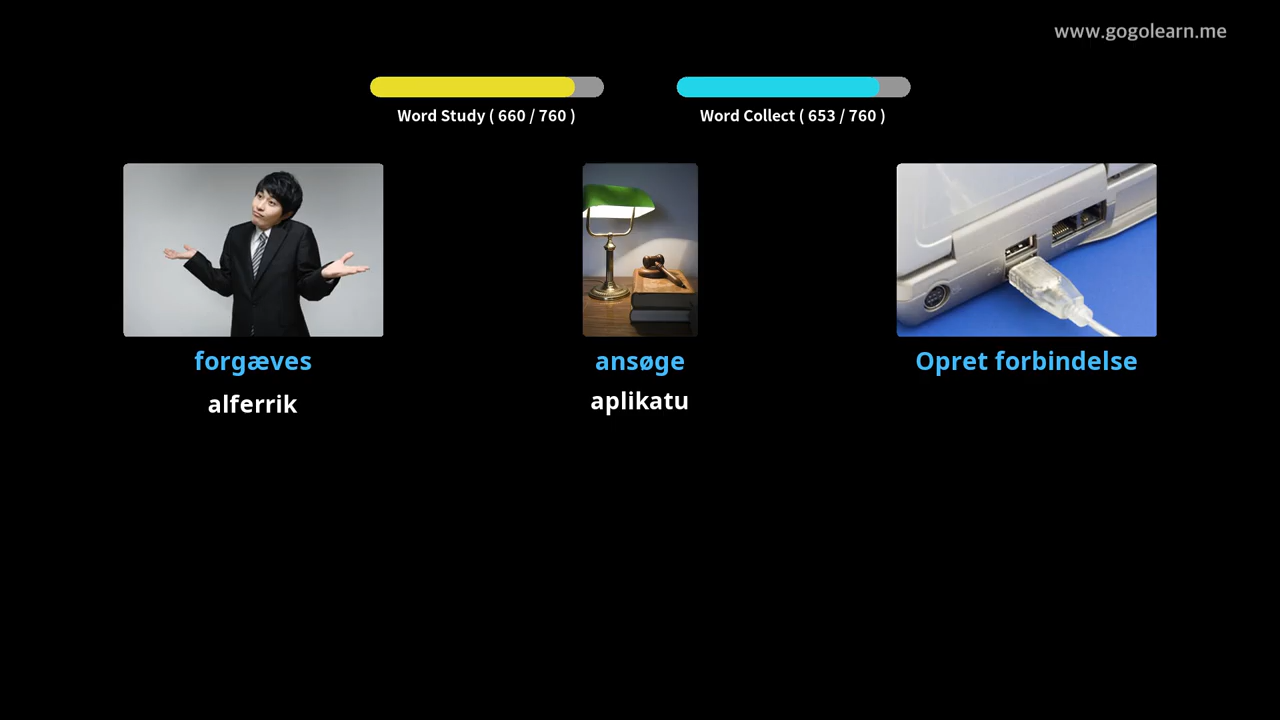 www.gogolearn.me
Word Study ( 660 / 760 )
Word Collect ( 653 / 760 )
forgæves
ansøge
Opret forbindelse
alferrik
aplikatu